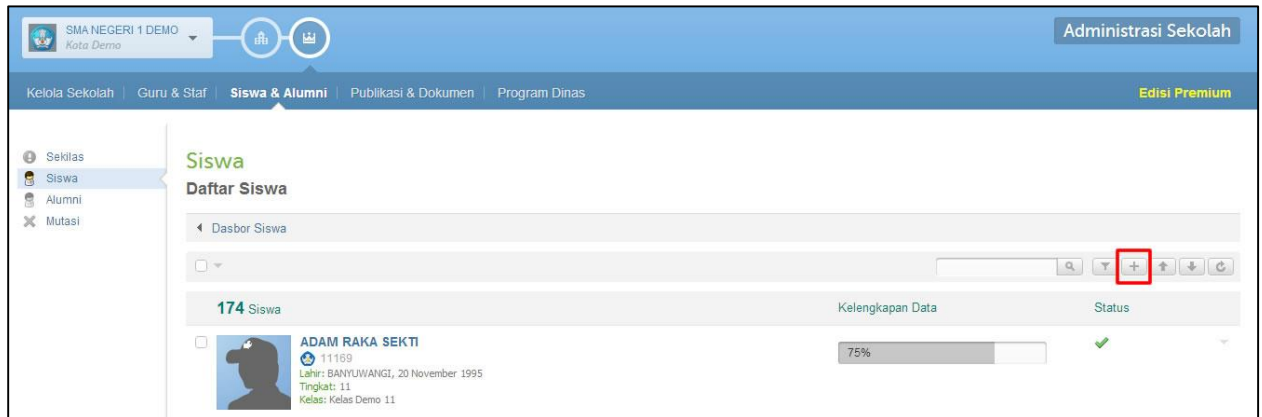 SMA NEGERI 1 DEMO
Kota Demo
Administrasi Sekolah
Kelola Sekolah | Guru & Staf | Siswa & Alumni | Publikasi & Dokumen | Program Dinas
Edisi Premium
Sekilas
Siswa
Alumni
Mutasi
Siswa
Daftar Siswa
Dasbor Siswa
174 Siswa
Kelengkapan Data
Status
ADAM RAKA SEKTI
11169
Lahir: BANYUWANGI, 20 November 1995
Tingkat: 11
Kelas: Kelas Demo 11
75%